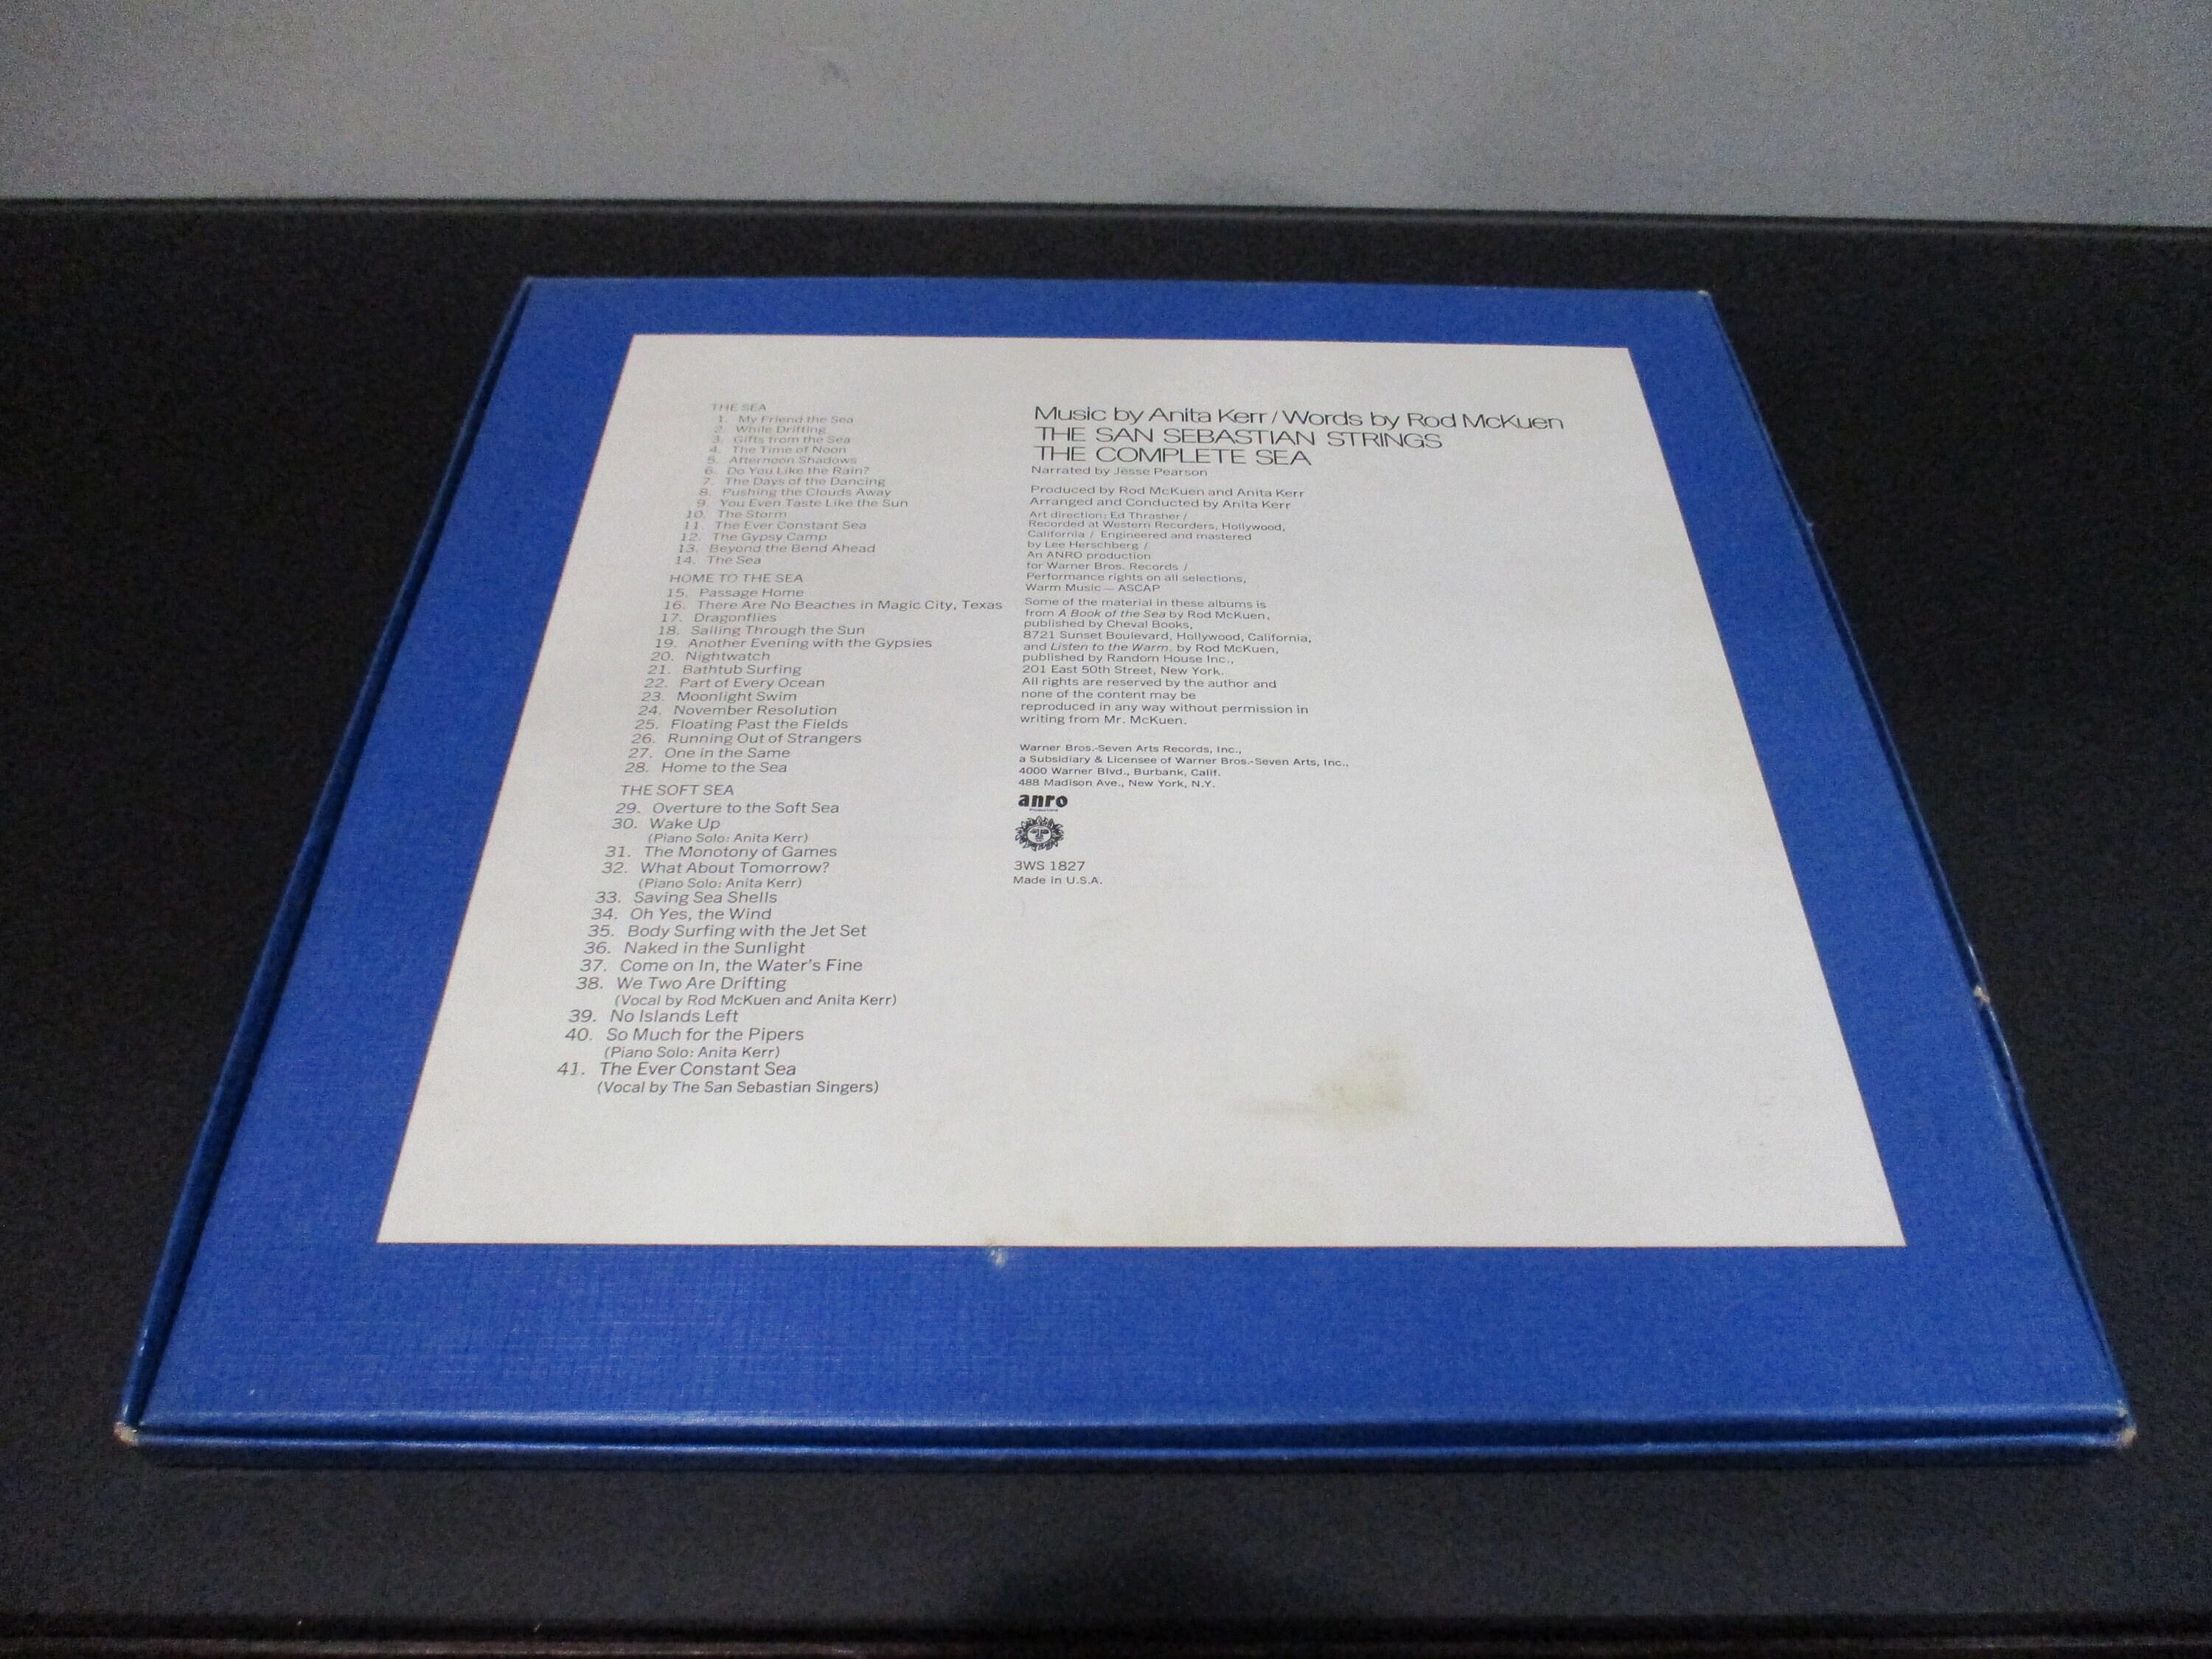 THE SEA
1. My Friend the Sea
2. While Drifting
3. Gifts from the Sea
4. The Time of Noon
5. Afternoon Shadows
6. Do You Like the Rain?
7. The Days of the Dancing
8. Pushing the Clouds Away
9. You Even Taste Like the Sun
10. The Storm
11. The Ever Constant Sea
12. The Gypsy Camp
13. Beyond the Bend Ahead
14. The Sea
HOME TO THE SEA
15. Passage Home
16. There Are No Beaches in Magic City, Texas
17. Dragonflies
18. Sailing Through the Sun
19. Another Evening with the Gypsies
20. Nightwatch
21. Bathtub Surfing
22. Part of Every Ocean
23. Moonlight Swim
24. November Resolution
25. Floating Past the Fields
26. Running Out of Strangers
27. One in the Same
28. Home to the Sea
THE SOFT SEA
29. Overture to the Soft Sea
30. Wake Up
(Piano Solo: Anita Kerr)
31. The Monotony of Games
32. What About Tomorrow?
(Piano Solo: Anita Kerr)
33. Saving Sea Shells
34. Oh Yes, the Wind
35. Body Surfing with the Jet Set
36. Naked in the Sunlight
37. Come on In, the Water's Fine
38. We Two Are Drifting
(Vocal by Rod McKuen and Anita Kerr)
39. No Islands Left
40. So Much for the Pipers
(Piano Solo: Anita Kerr)
41. The Ever Constant Sea
(Vocal by The San Sebastian Singers)
Music by Anita Kerr / Words by Rod McKuen
THE SAN SEBASTIAN STRINGS
THE COMPLETE SEA
Narrated by Jesse Pearson
Produced by Rod McKuen and Anita Kerr
Arranged and Conducted by Anita Kerr
Art direction: Ed Thrasher /
Recorded at Western Recorders, Hollywood,
California / Engineered and mastered
by Lee Herschberg /
An ANRO production
for Warner Bros. Records /
Performance rights on all selections,
Warm Music — ASCAP
Some of the material in these albums is
from A Book of the Sea by Rod McKuen,
published by Cheval Books,
8721 Sunset Boulevard, Hollywood, California,
and Listen to the Warm. by Rod McKuen,
published by Random House Inc.,
201 East 50th Street, New York.
All rights are reserved by the author and
none of the content may be
reproduced in any way without permission in
writing from Mr. McKuen.
Warner Bros.-Seven Arts Records, Inc.,
a Subsidiary & Licensee of Warner Bros.-Seven Arts, Inc.,
4000 Warner Blvd., Burbank, Calif.
488 Madison Ave., New York, N.Y.
anro
3WS 1827
Made in U.S.A.